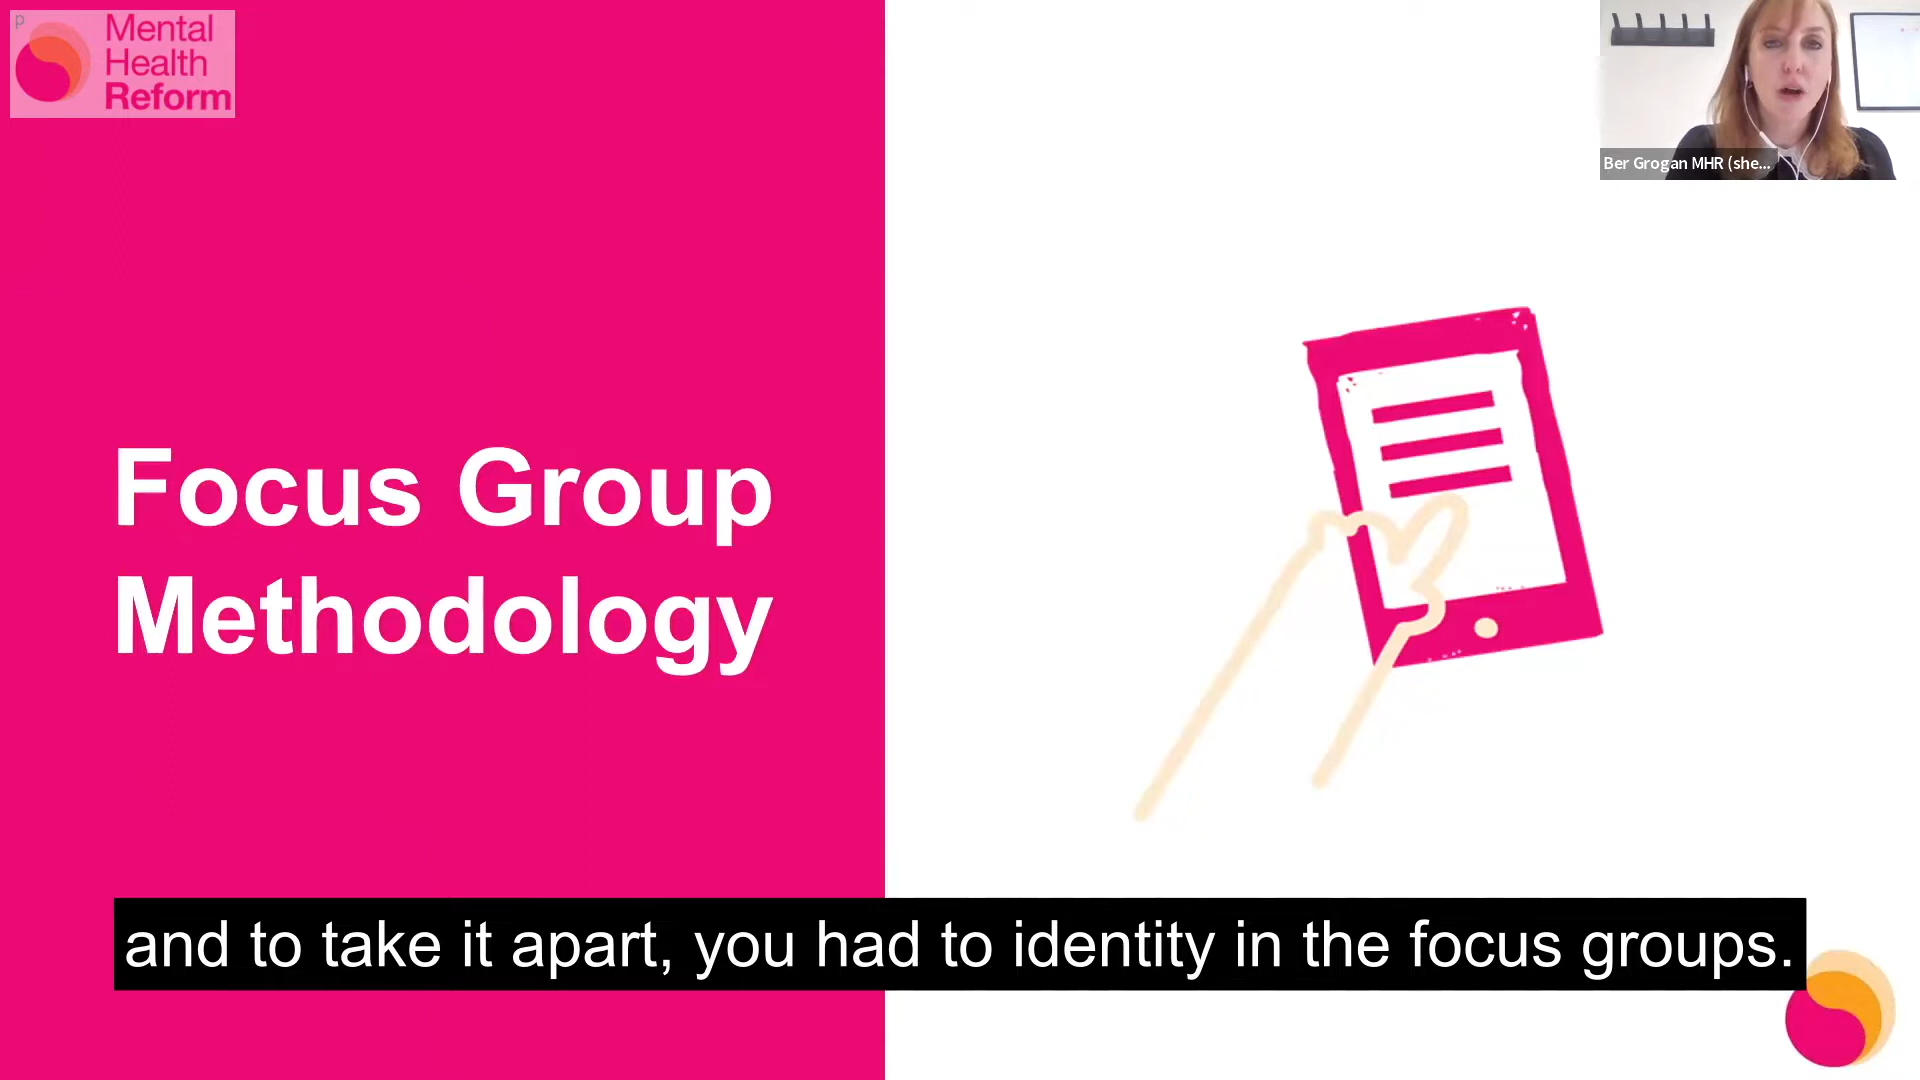 p
Mental
Health
Reform
Ber Grogan MHR (she...
Focus Group
Methodology
and to take it apart, you had to identity in the focus groups.